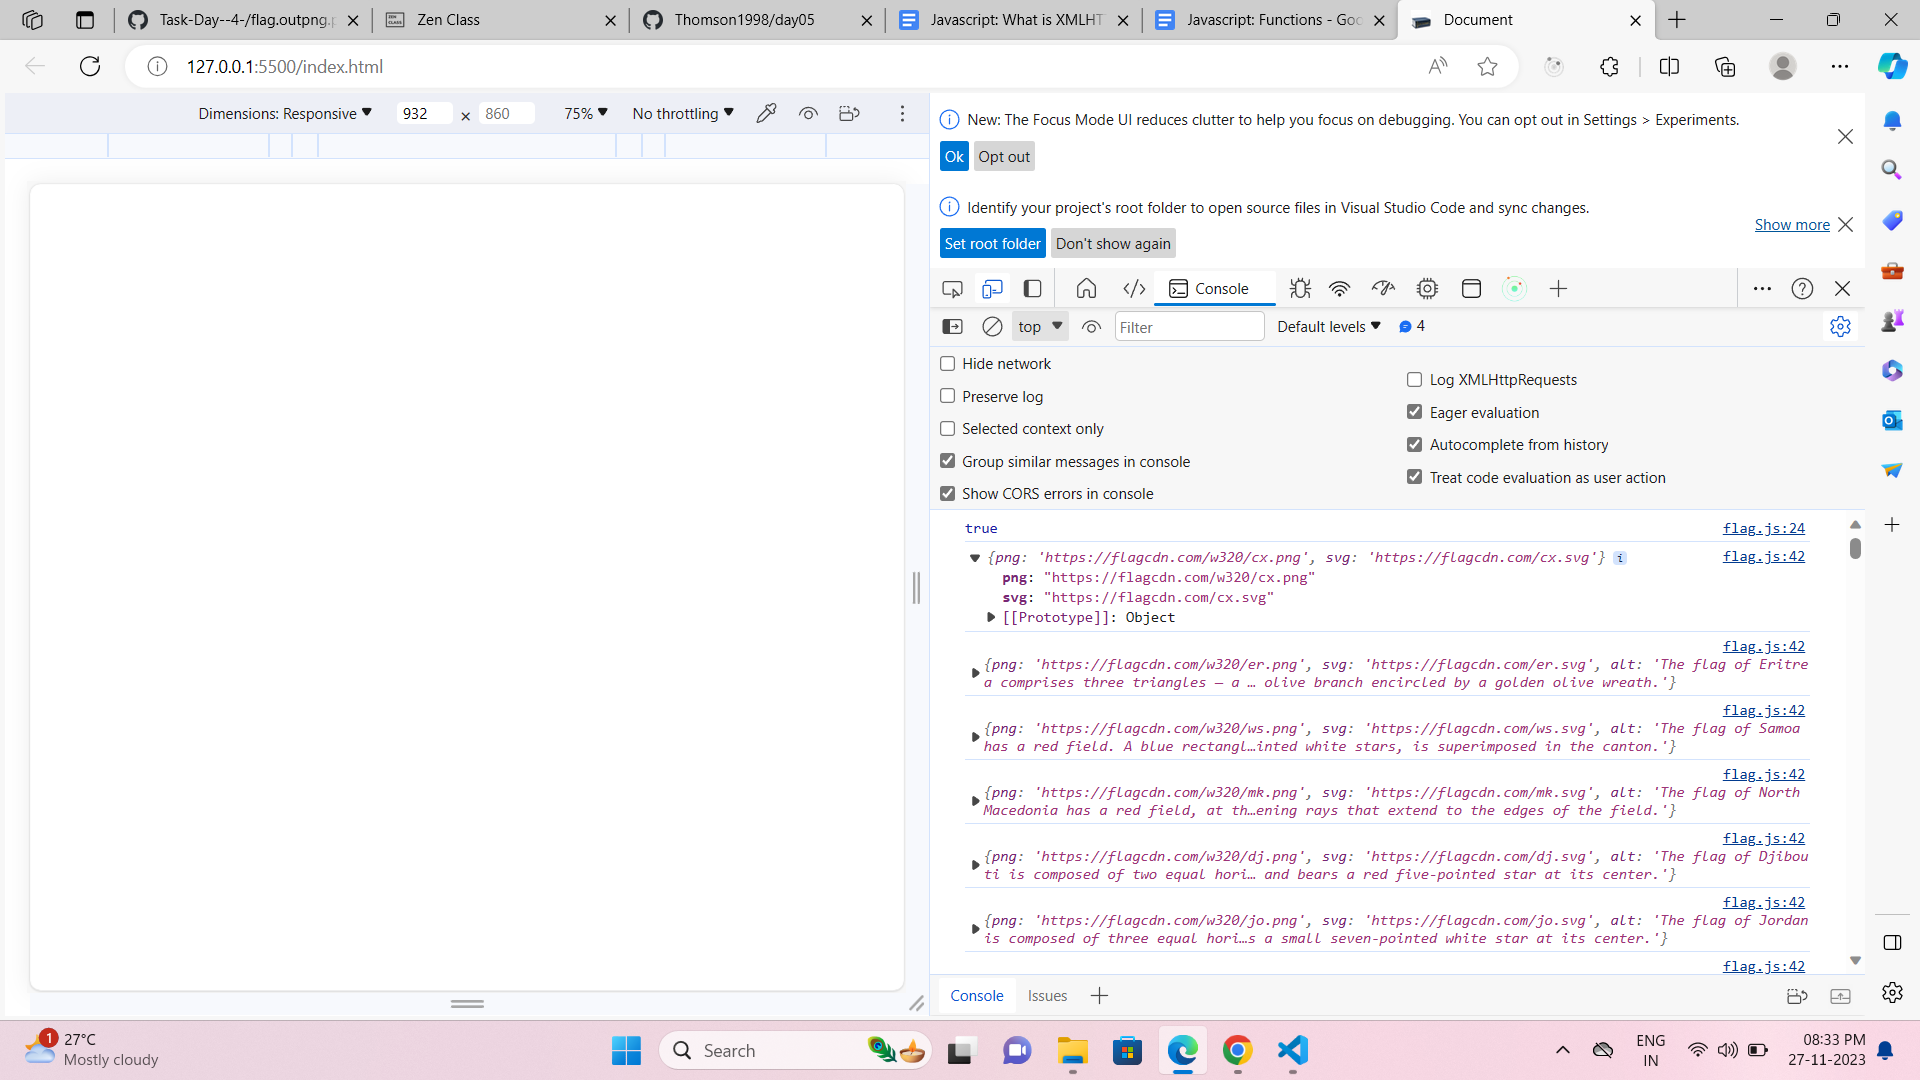 Task-Day--4-/flag.outpng.p
Zen Class
Thomson1998/day05
Javascript: What is XMLHT
Javascript: Functions - Goo
Document
127.0.0.1:5500/index.html
Dimensions: Responsive
932
×
860
75%
No throttling
New: The Focus Mode UI reduces clutter to help you focus on debugging. You can opt out in Settings > Experiments.
Ok
Opt out
Identify your project's root folder to open source files in Visual Studio Code and sync changes.
Show more
Set root folder
Don't show again
Console
top
Filter
Default levels
4
Hide network
Preserve log
Selected context only
Group similar messages in console
Show CORS errors in console
Log XMLHttpRequests
Eager evaluation
Autocomplete from history
Treat code evaluation as user action
true
flag.js:24
{png: 'https://flagcdn.com/w320/cx.png', svg: 'https://flagcdn.com/cx.svg'} i
flag.js:42
png: "https://flagcdn.com/w320/cx.png"
svg: "https://flagcdn.com/cx.svg"
[[Prototype]]: Object
flag.js:42
{png: 'https://flagcdn.com/w320/er.png', svg: 'https://flagcdn.com/er.svg', alt: 'The flag of Eritre
a comprises three triangles — a … olive branch encircled by a golden olive wreath.'}
flag.js:42
{png: 'https://flagcdn.com/w320/ws.png', svg: 'https://flagcdn.com/ws.svg', alt: 'The flag of Samoa
has a red field. A blue rectangl…inted white stars, is superimposed in the canton.'}
flag.js:42
{png: 'https://flagcdn.com/w320/mk.png', svg: 'https://flagcdn.com/mk.svg', alt: 'The flag of North
Macedonia has a red field, at th…ening rays that extend to the edges of the field.'}
flag.js:42
{png: 'https://flagcdn.com/w320/dj.png', svg: 'https://flagcdn.com/dj.svg', alt: 'The flag of Djibou
ti is composed of two equal hori… and bears a red five-pointed star at its center.'}
flag.js:42
{png: 'https://flagcdn.com/w320/jo.png', svg: 'https://flagcdn.com/jo.svg', alt: 'The flag of Jordan
is composed of three equal hori…s a small seven-pointed white star at its center.'}
flag.js:42
Console
Issues
1
27°C
Mostly cloudy
Search
ENG
IN
08:33 PM
27-11-2023